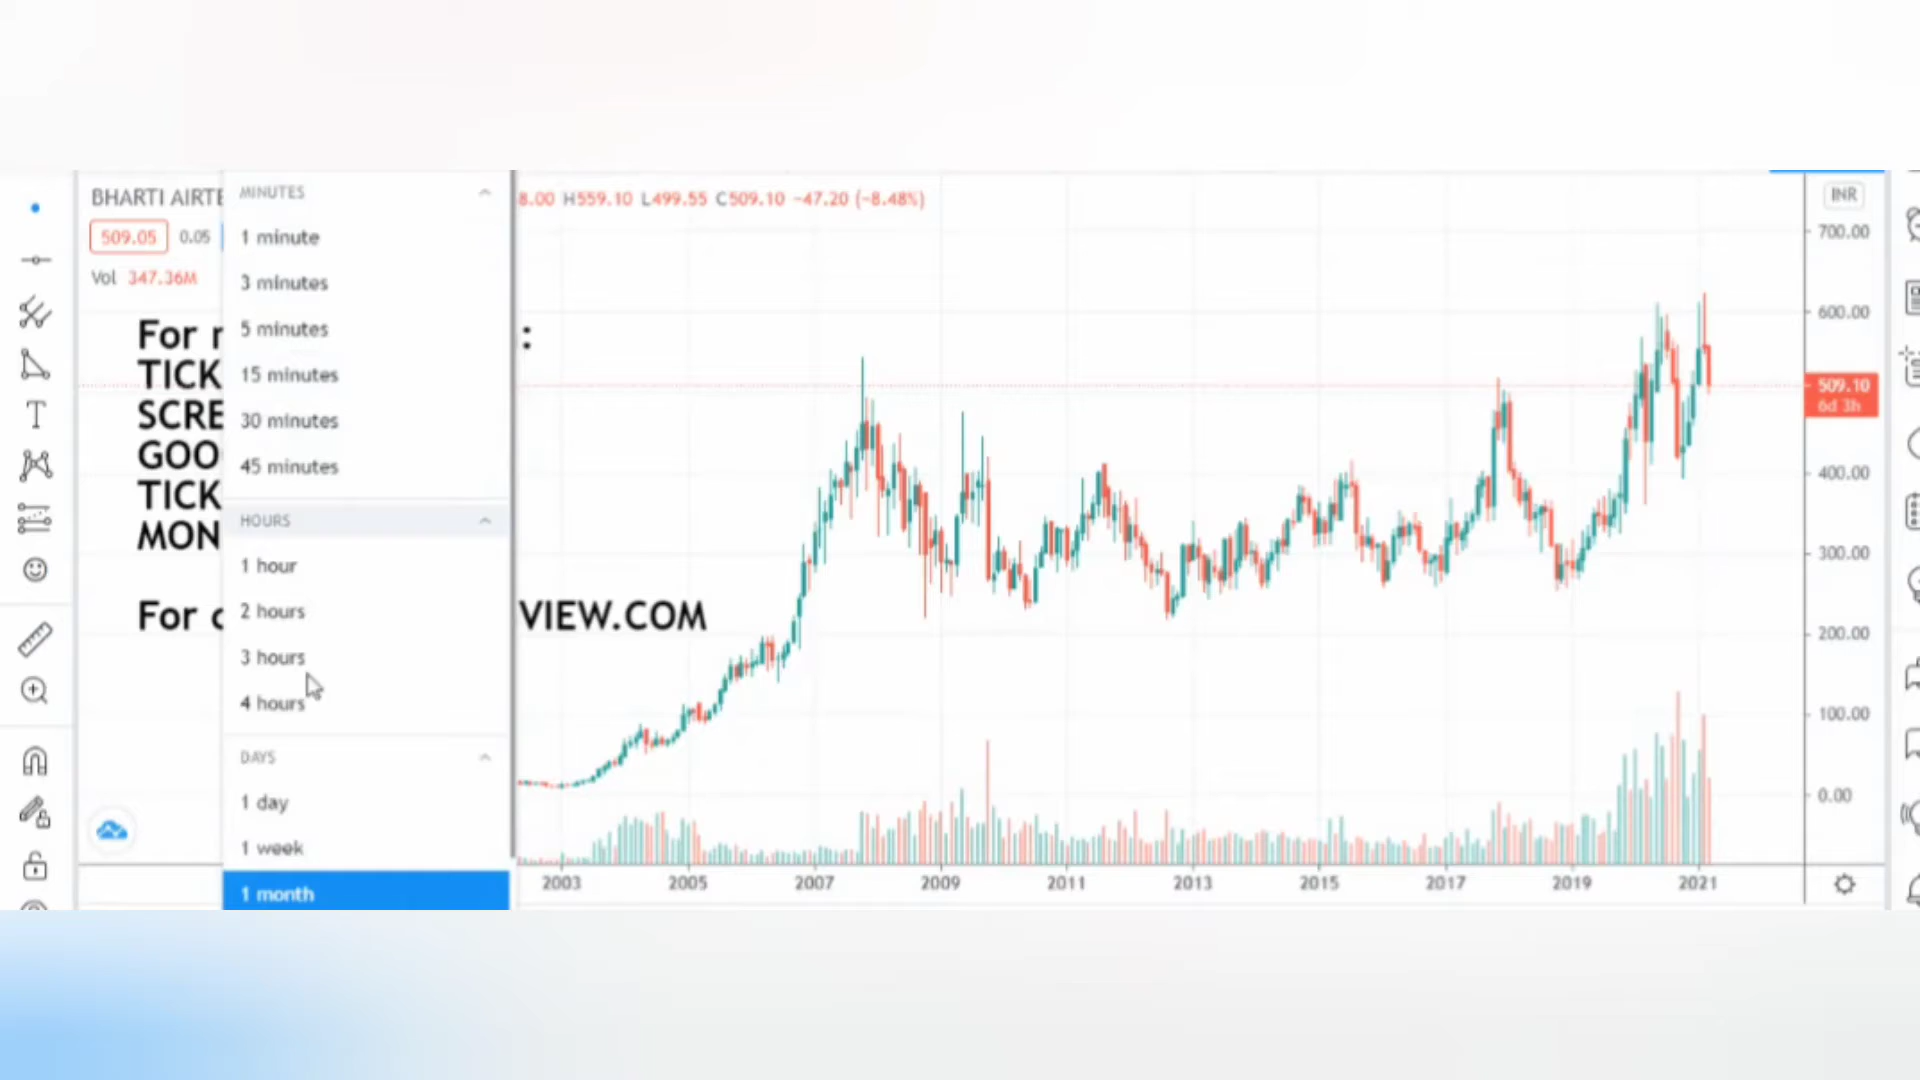 BHARTI AIRTE
8.00 H559.10 L499.55 C509.10 −47.20 (−8.48%)
509.05 0.05
Vol 347.36M
MINUTES
1 minute
3 minutes
5 minutes
15 minutes
30 minutes
45 minutes
HOURS
1 hour
2 hours
3 hours
4 hours
DAYS
1 day
1 week
1 month
For :
TICK
SCRE
GOO
TICK
MON
For VIEW.COM
INR
700.00
600.00
509.10
6d 3h
400.00
300.00
200.00
100.00
0.00
2003 2005 2007 2009 2011 2013 2015 2017 2019 2021